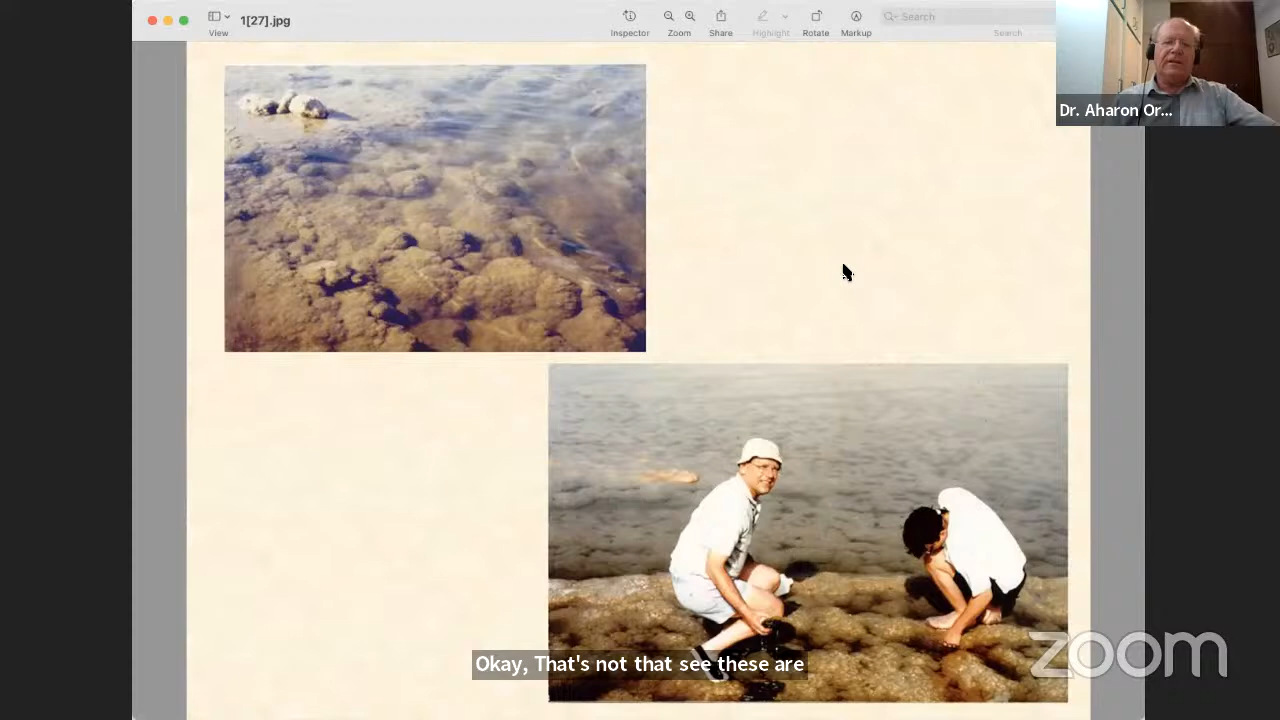 1[27].jpg
View
Inspector
Zoom
Share
Highlight
Rotate
Markup
Search
Search
Dr. Aharon Or...
Okay, That's not that see these are
zoom